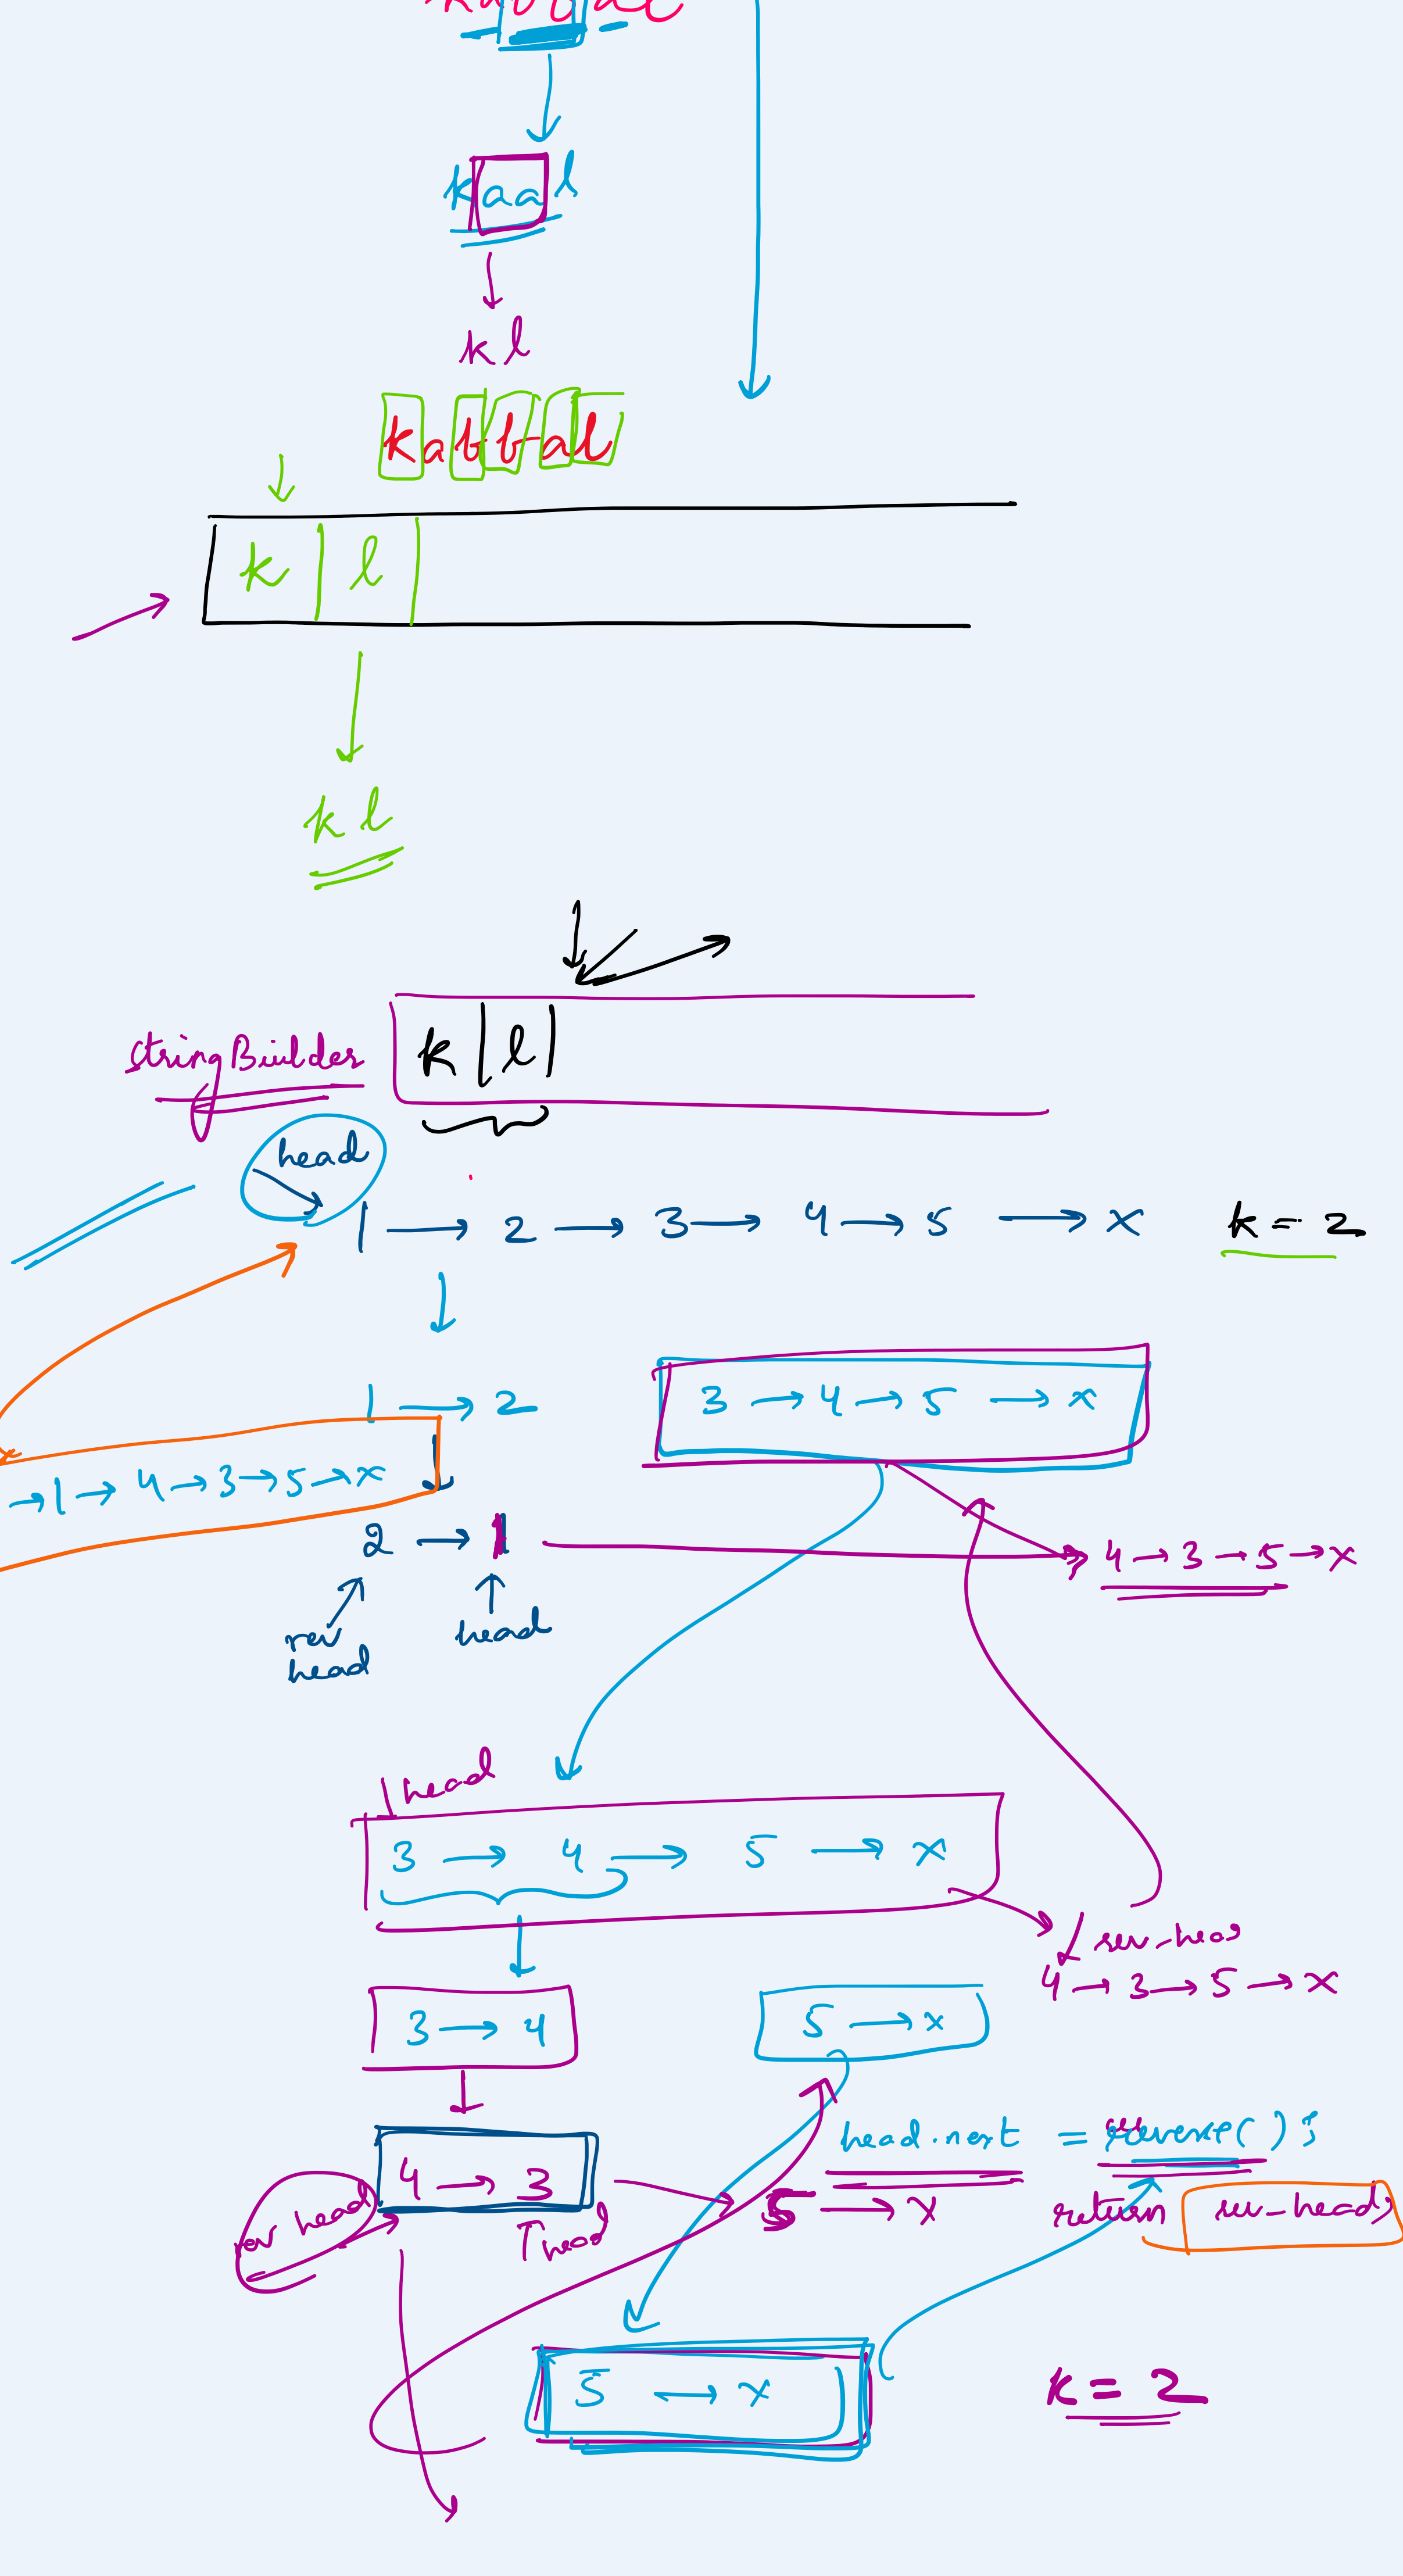 kaal
kl
kabbal
k | l
kl
StringBuilder k | l |
head
1 → 2 → 3 → 4 → 5 → x k = 2
1 → 2 3 → 4 → 5 → x
→ 1 → 4 → 3 → 5 → x
2 → 1 4 → 3 → 5 → x
rev head head
head
3 → 4 → 5 → x
rev_hea
4 → 3 → 5 → x
3 → 4 5 → x
head.next = reverse();
4 → 3 5 → x return rev_head;
rev head head
5 → x k = 2